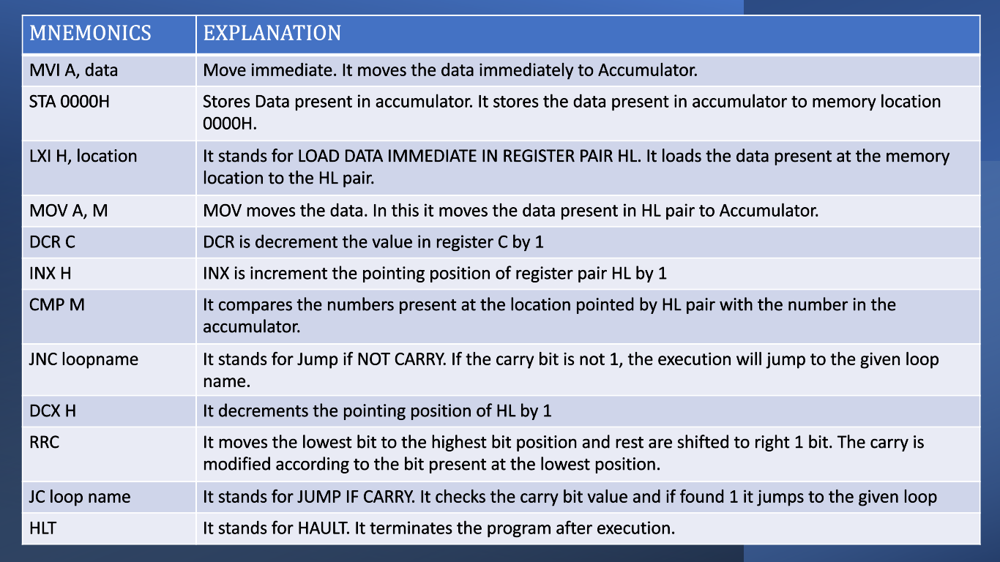 MNEMONICS EXPLANATION
MVI A, data Move immediate. It moves the data immediately to Accumulator.
STA 0000H Stores Data present in accumulator. It stores the data present in accumulator to memory location
0000H.
LXI H, location It stands for LOAD DATA IMMEDIATE IN REGISTER PAIR HL. It loads the data present at the memory
location to the HL pair.
MOV A, M MOV moves the data. In this it moves the data present in HL pair to Accumulator.
DCR C DCR is decrement the value in register C by 1
INX H INX is increment the pointing position of register pair HL by 1
CMP M It compares the numbers present at the location pointed by HL pair with the number in the
accumulator.
JNC loopname It stands for Jump if NOT CARRY. If the carry bit is not 1, the execution will jump to the given loop
name.
DCX H It decrements the pointing position of HL by 1
RRC It moves the lowest bit to the highest bit position and rest are shifted to right 1 bit. The carry is
modified according to the bit present at the lowest position.
JC loop name It stands for JUMP IF CARRY. It checks the carry bit value and if found 1 it jumps to the given loop
HLT It stands for HAULT. It terminates the program after execution.